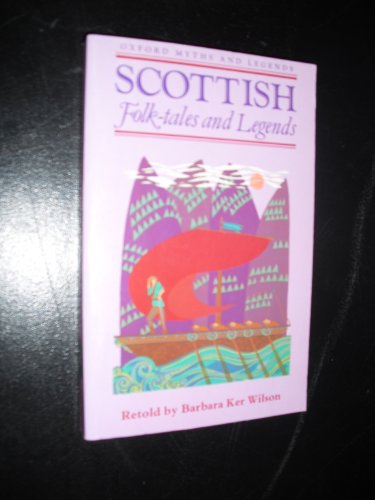 OXFORD MYTHS AND LEGENDS
SCOTTISH
Folk-tales and Legends
Retold by Barbara Ker Wilson